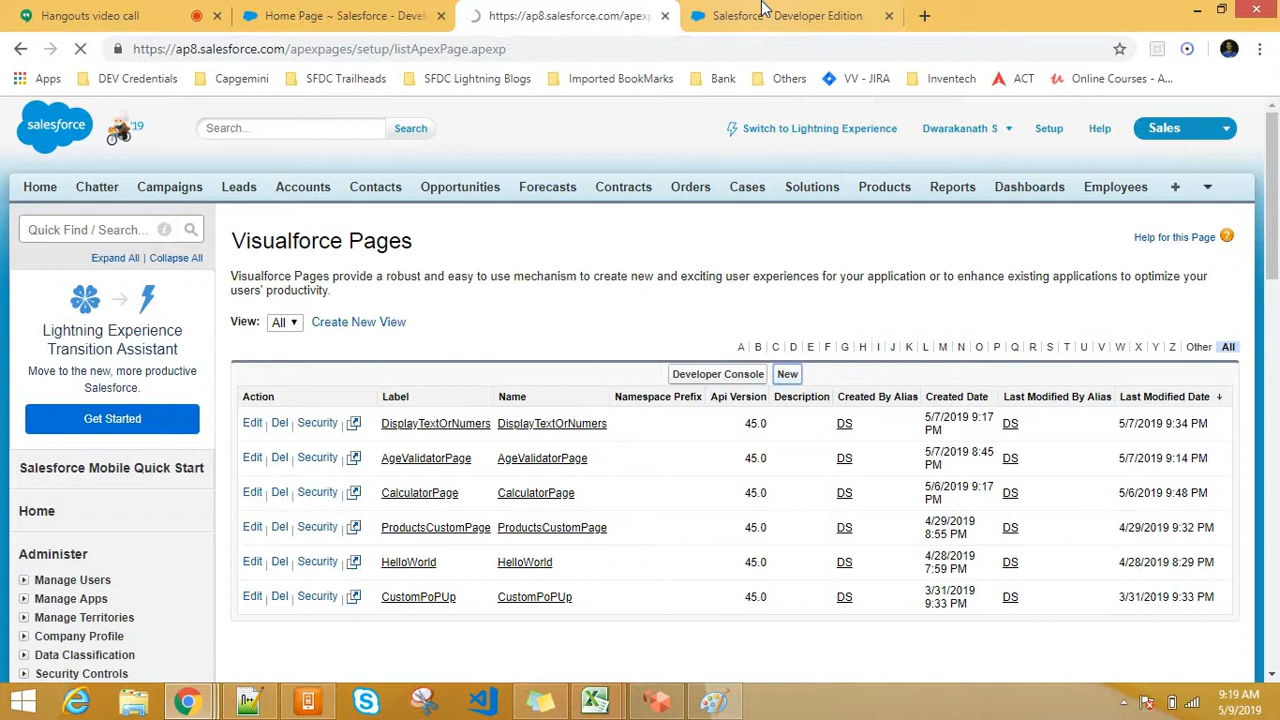 Hangouts video call
Home Page ~ Salesforce - Devel
https://ap8.salesforce.com/apexp
Salesforce - Developer Edition
https://ap8.salesforce.com/apexpages/setup/listApexPage.apexp
Apps
DEV Credentials
Capgemini
SFDC Trailheads
SFDC Lightning Blogs
Imported BookMarks
Bank
Others
VV - JIRA
Inventech
ACT
Online Courses - A...
salesforce
'19
Search...
Search
Switch to Lightning Experience
Dwarakanath S
Setup
Help
Sales
Home
Chatter
Campaigns
Leads
Accounts
Contacts
Opportunities
Forecasts
Contracts
Orders
Cases
Solutions
Products
Reports
Dashboards
Employees
+
Quick Find / Search...
Expand All | Collapse All
Lightning Experience
Transition Assistant
Move to the new, more productive
Salesforce.
Get Started
Salesforce Mobile Quick Start
Home
Administer
Manage Users
Manage Apps
Manage Territories
Company Profile
Data Classification
Security Controls
Visualforce Pages
Help for this Page
Visualforce Pages provide a robust and easy to use mechanism to create new and exciting user experiences for your application or to enhance existing applications to optimize your
users' productivity.
View: All Create New View
A | B | C | D | E | F | G | H | I | J | K | L | M | N | O | P | Q | R | S | T | U | V | W | X | Y | Z | Other All
Developer Console New
Action Label Name Namespace Prefix Api Version Description Created By Alias Created Date Last Modified By Alias Last Modified Date
Edit | Del | Security | DisplayTextOrNumers DisplayTextOrNumers 45.0 DS 5/7/2019 9:17 PM DS 5/7/2019 9:34 PM
Edit | Del | Security | AgeValidatorPage AgeValidatorPage 45.0 DS 5/7/2019 8:45 PM DS 5/7/2019 9:14 PM
Edit | Del | Security | CalculatorPage CalculatorPage 45.0 DS 5/6/2019 9:17 PM DS 5/6/2019 9:48 PM
Edit | Del | Security | ProductsCustomPage ProductsCustomPage 45.0 DS 4/29/2019 8:55 PM DS 4/29/2019 9:32 PM
Edit | Del | Security | HelloWorld HelloWorld 45.0 DS 4/28/2019 7:59 PM DS 4/28/2019 8:29 PM
Edit | Del | Security | CustomPoPUp CustomPoPUp 45.0 DS 3/31/2019 9:33 PM DS 3/31/2019 9:33 PM
9:19 AM
5/9/2019